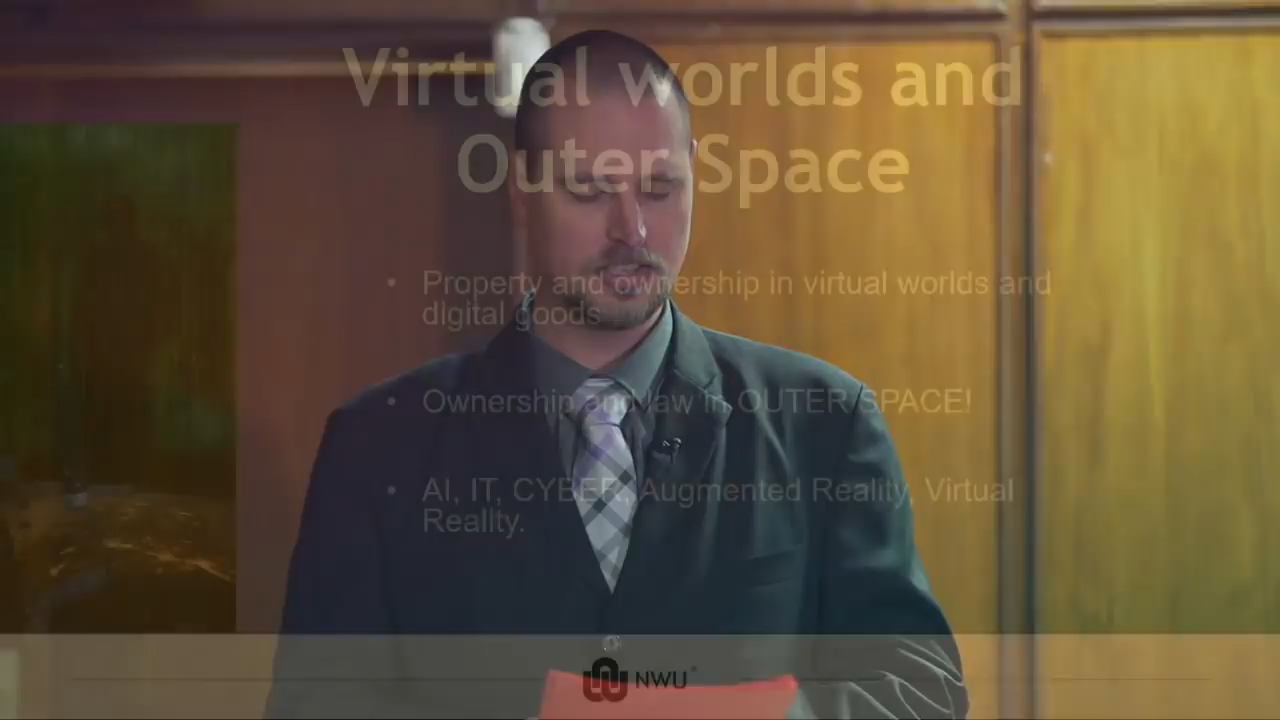 Virtual worlds and
Outer Space
• Property and ownership in virtual worlds and
digital goods
• Ownership and law - OUTER SPACE!
• AI, IT, CYBER, Augmented Reality, Virtual
Reality.
NWU®